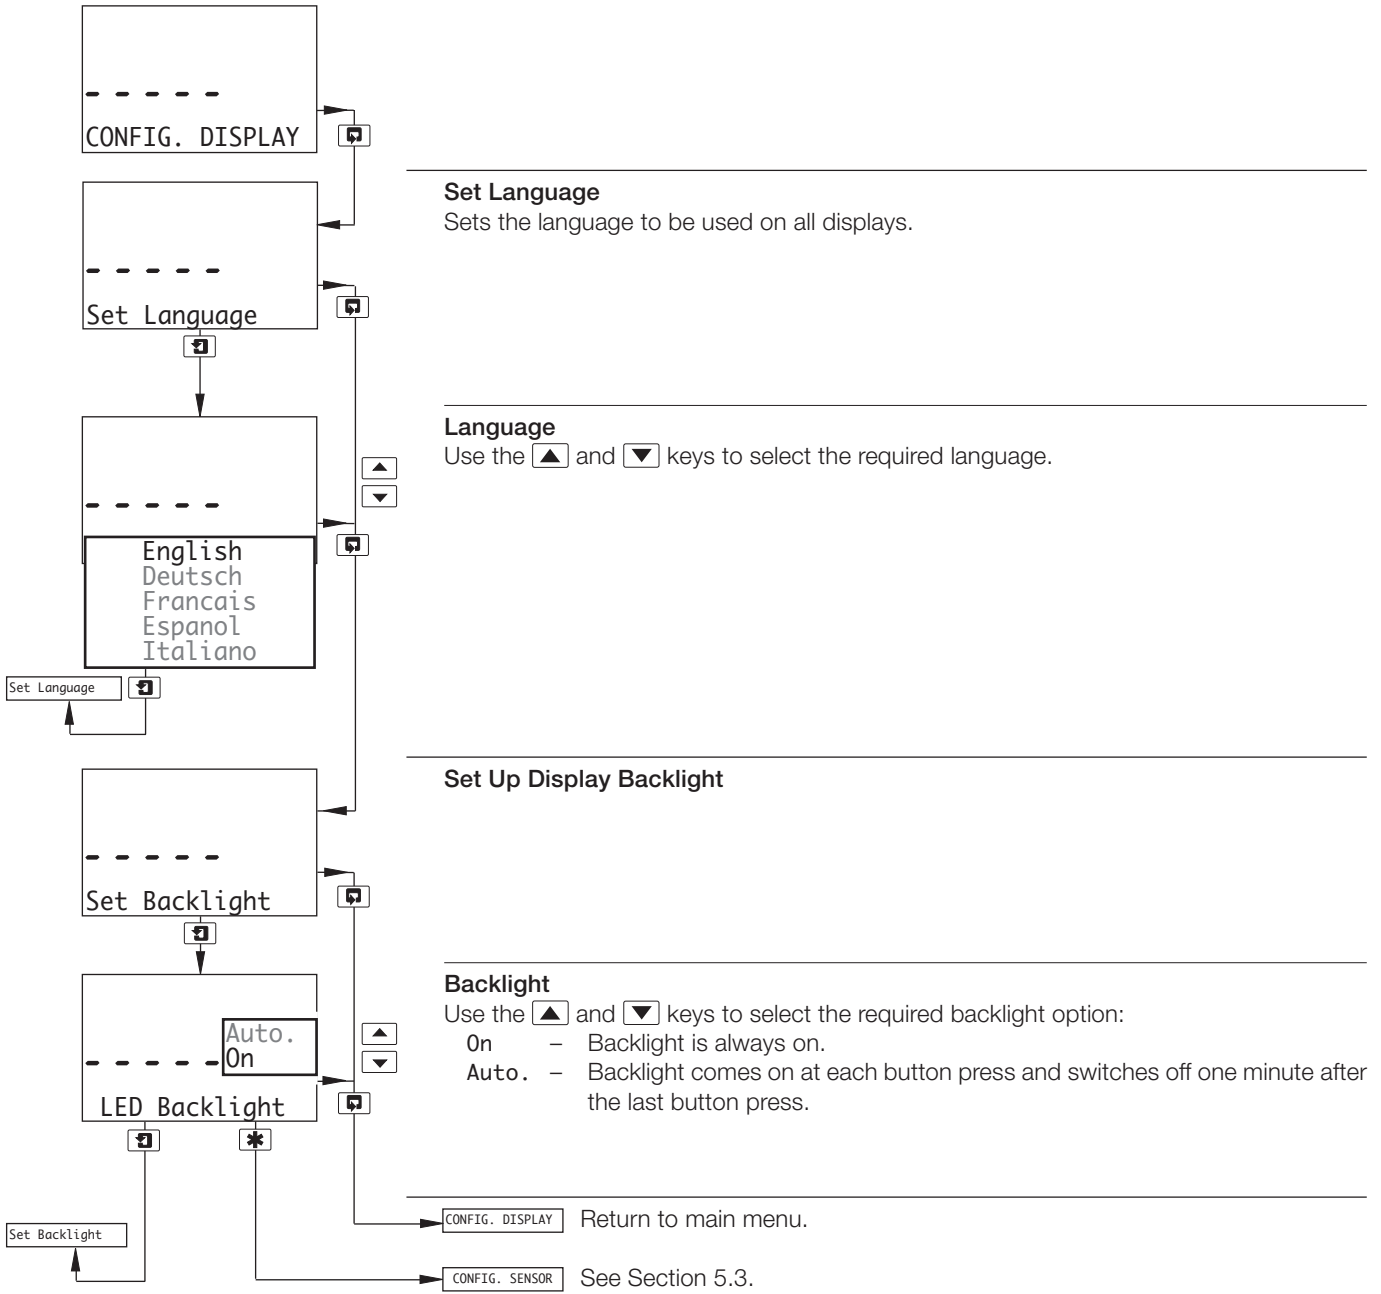 CONFIG. DISPLAY
Set Language
Sets the language to be used on all displays.
Set Language
Language
Use the and keys to select the required language.
English
Deutsch
Francais
Espanol
Italiano
Set Language
Set Up Display Backlight
Set Backlight
Backlight
Use the and keys to select the required backlight option:
On – Backlight is always on.
Auto. – Backlight comes on at each button press and switches off one minute after
the last button press.
Auto.
On
LED Backlight
CONFIG. DISPLAY Return to main menu.
Set Backlight
CONFIG. SENSOR See Section 5.3.